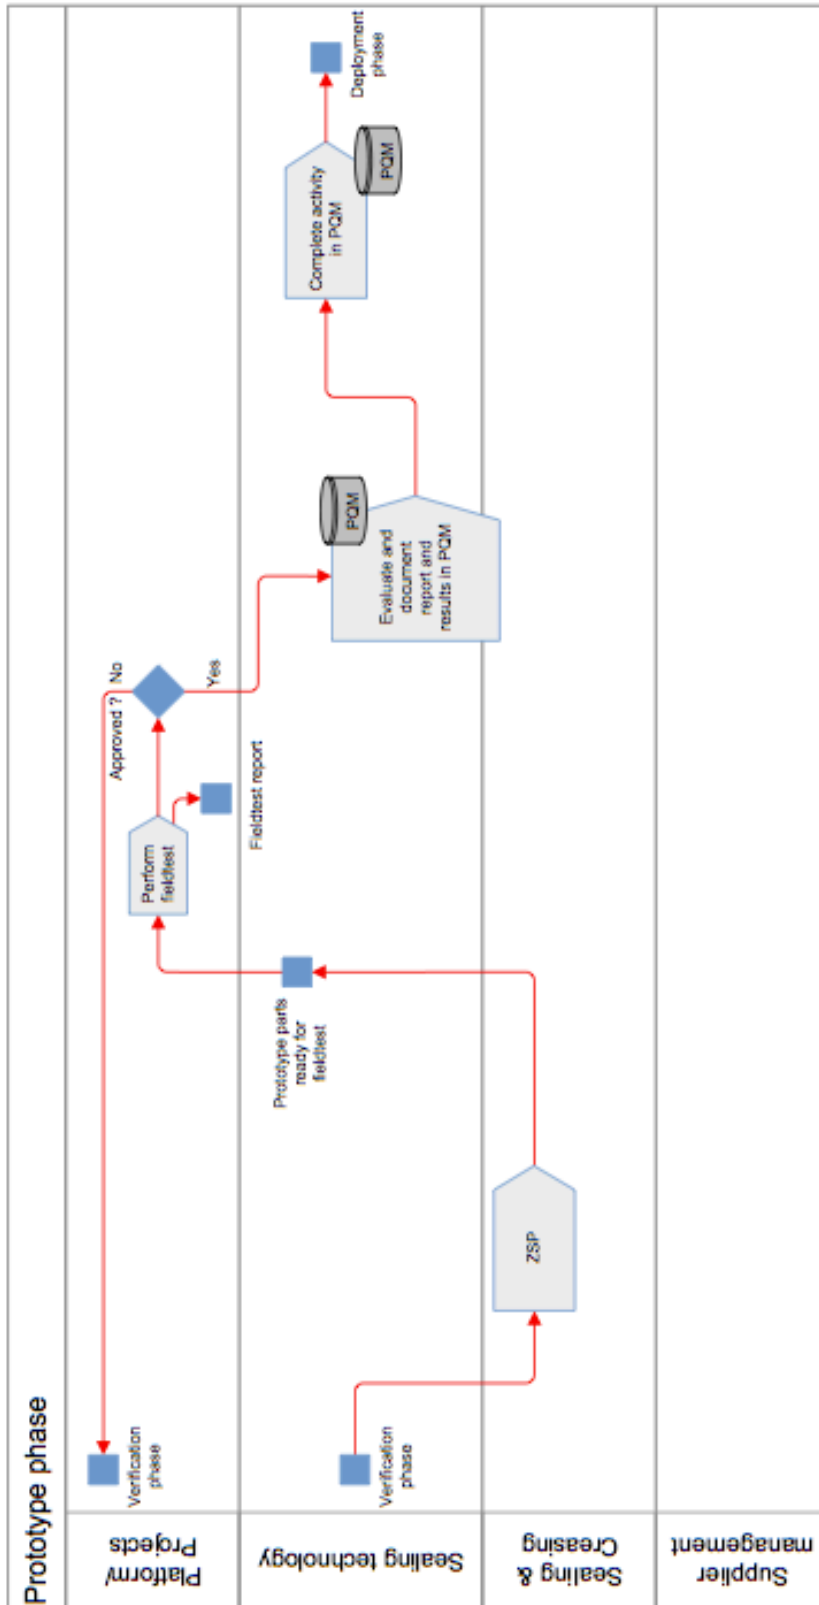 Prototype phase
Platform/
Projects
Sealing technology
Sealing &
Creasing
Supplier
management
Verification
phase
Verification
phase
ZSP
Prototype parts
ready for
fieldtest
Perform
fieldtest
Fieldtest report
Approved ?
No
Yes
Evaluate and
document
report and
results in PQM
PQM
Complete activity
in PQM
PQM
Deployment
phase